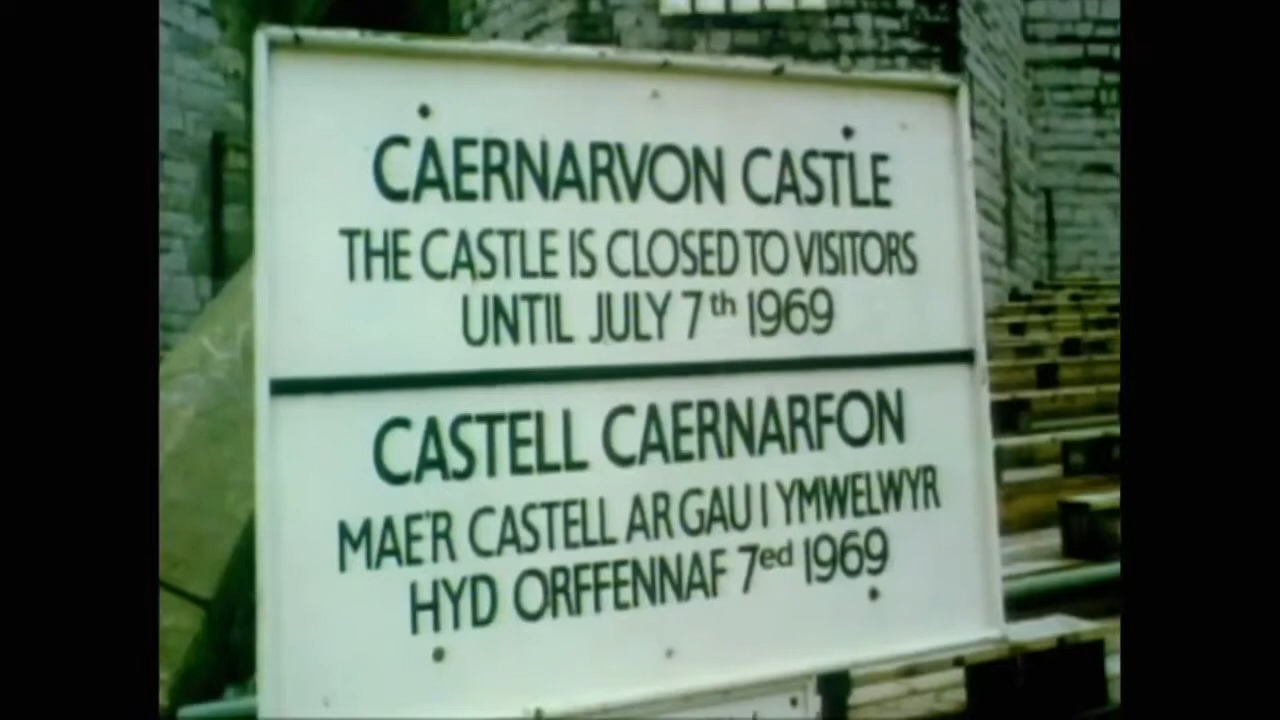 CAERNARVON CASTLE
THE CASTLE IS CLOSED TO VISITORS
UNTIL JULY 7th 1969
CASTELL CAERNARFON
MAE'R CASTELL AR GAU I YMWELWYR
HYD ORFFENNAF 7ed 1969